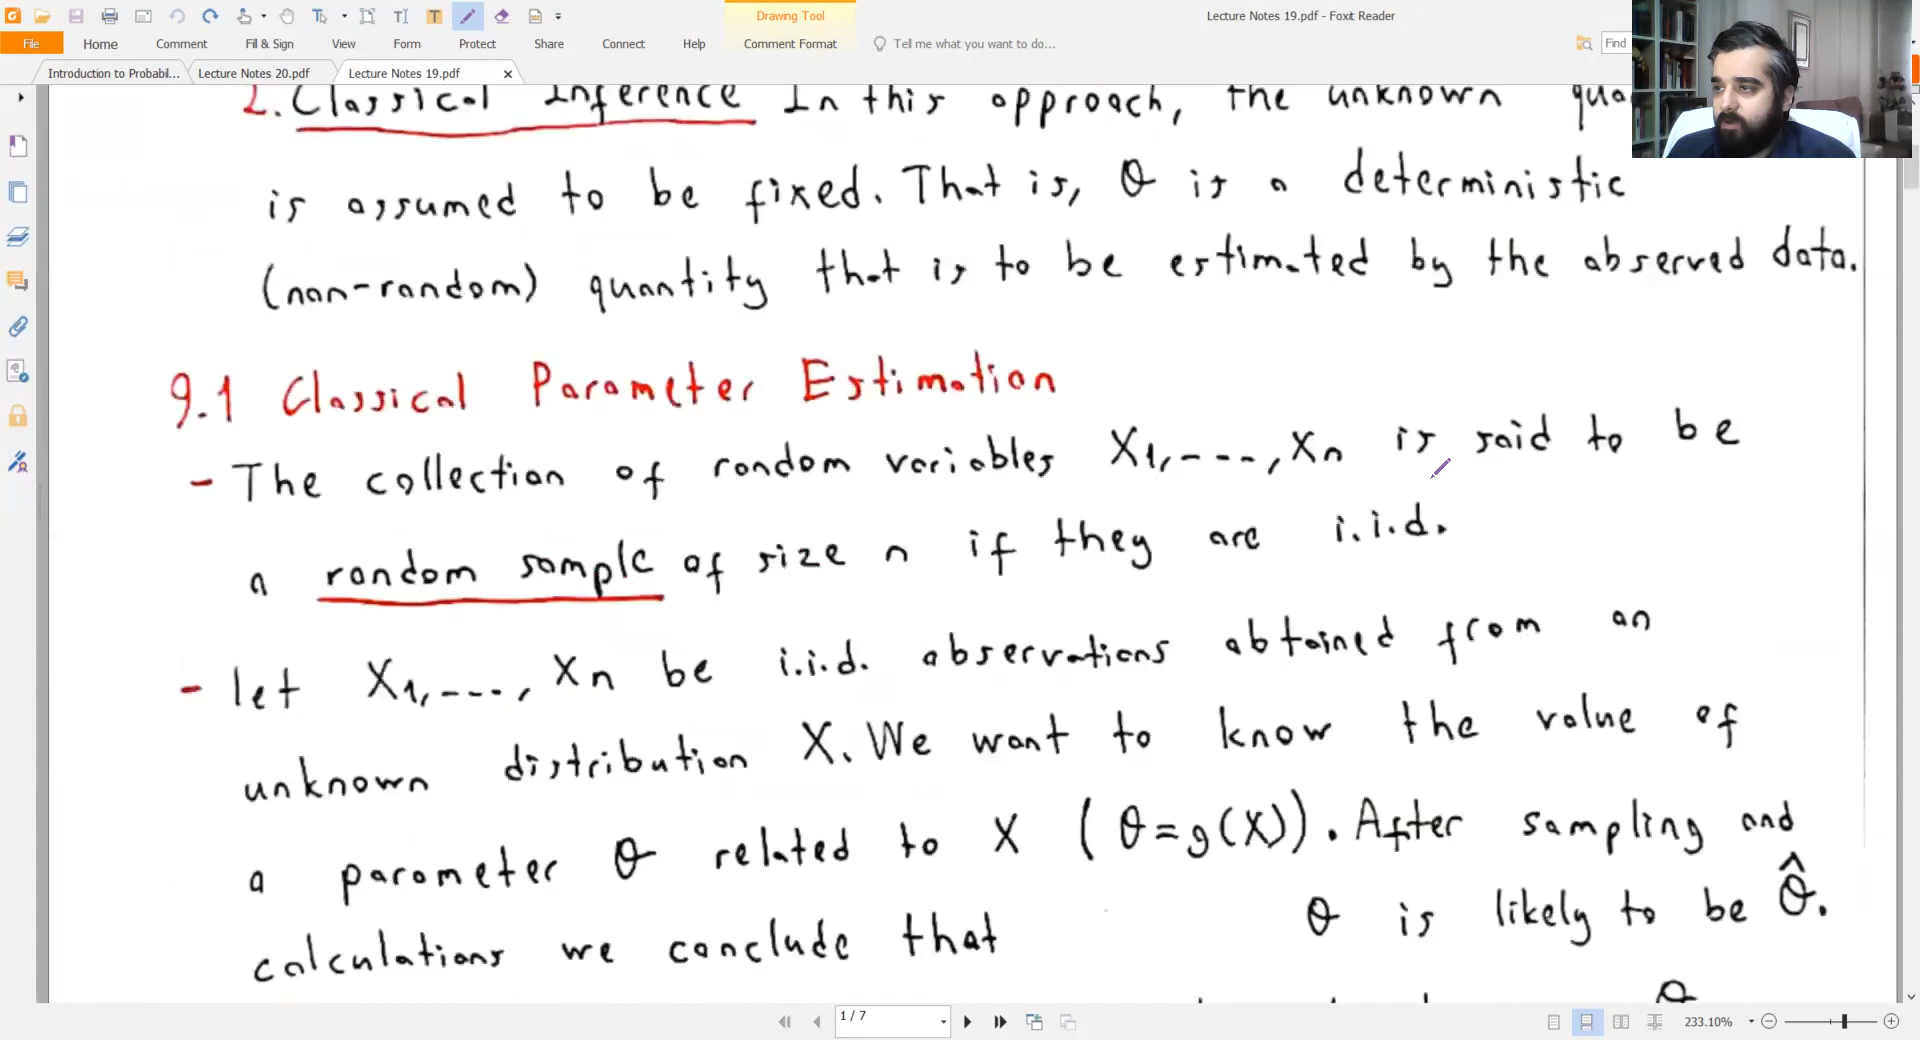 Lecture Notes 19.pdf - Foxit Reader
Drawing Tool
File Home Comment Fill & Sign View Form Protect Share Connect Help Comment Format Tell me what you want to do... Find
Introduction to Probabil... Lecture Notes 20.pdf Lecture Notes 19.pdf
2. Classical Inference In this approach, the unknown
is assumed to be fixed. That is, θ is a deterministic
(non-random) quantity that is to be estimated by the observed data.
9.1 Classical Parameter Estimation
- The collection of random variables X1, ---, Xn is said to be
a random sample of size n if they are i.i.d.
- let X1, ---, Xn be i.i.d. observations obtained from an
unknown distribution X. We want to know the value of
a parameter θ related to X (θ=g(X)). After sampling and
calculations we conclude that θ is likely to be θ̂.
1 / 7
233.10%